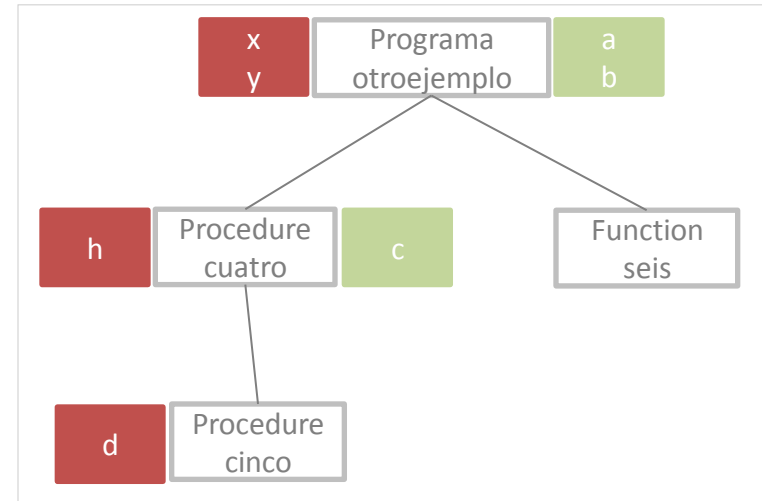 x
y
Programa
otroejemplo
a
b
h
Procedure
cuatro
c
Function
seis
d
Procedure
cinco